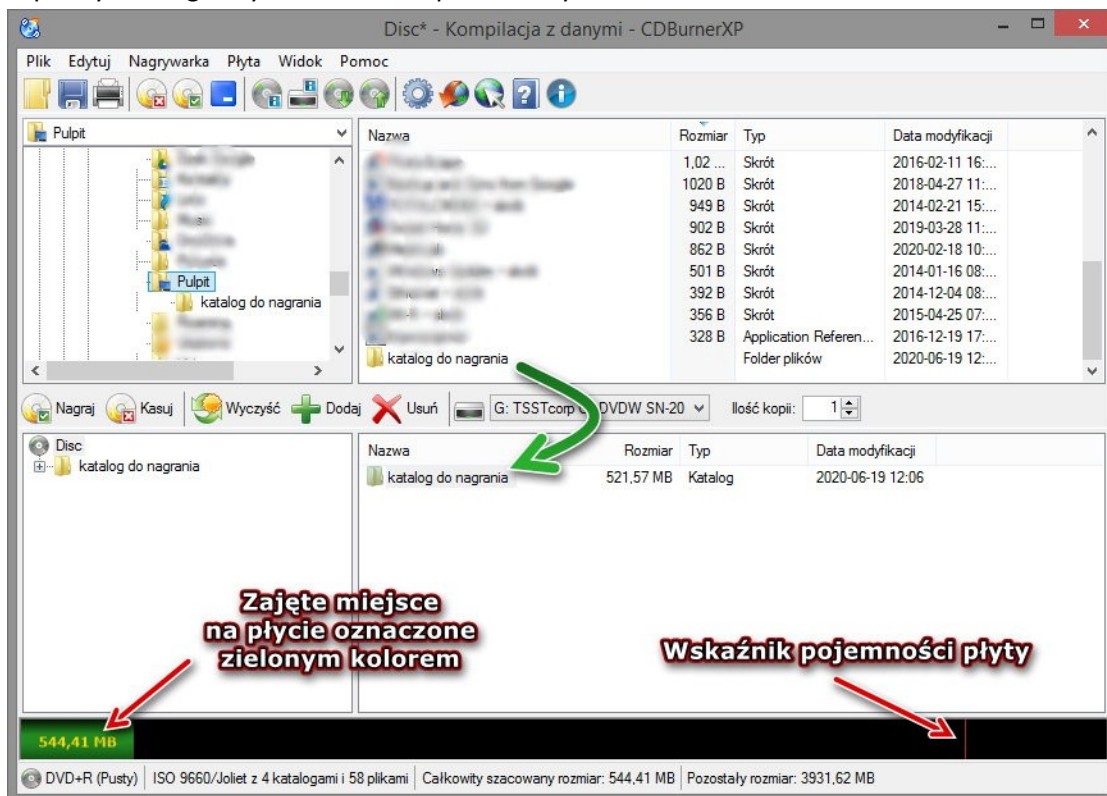 Disc* - Kompilacja z danymi - CDBurnerXP
Plik Edytuj Nagrywarka Płyta Widok Pomoc
Pulpit
Pulpit
katalog do nagrania
Nazwa Rozmiar Typ Data modyfikacji
1,02 ... Skrót 2016-02-11 16:...
1020 B Skrót 2018-04-27 11:...
949 B Skrót 2014-02-21 15:...
902 B Skrót 2019-03-28 11:...
862 B Skrót 2020-02-18 10:...
501 B Skrót 2014-01-16 08:...
392 B Skrót 2014-12-04 08:...
356 B Skrót 2015-04-25 07:...
328 B Application Referen... 2016-12-19 17:...
katalog do nagrania Folder plików 2020-06-19 12:...
Nagraj Kasuj Wyczyść Dodaj Usuń G: TSSTcorp DVDW SN-20 Ilość kopii: 1
Disc
katalog do nagrania
Nazwa Rozmiar Typ Data modyfikacji
katalog do nagrania 521,57 MB Katalog 2020-06-19 12:06
Zajęte miejsce
na płycie oznaczone
zielonym kolorem
Wskaźnik pojemności płyty
544,41 MB
DVD+R (Pusty) ISO 9660/Joliet z 4 katalogami i 58 plikami Całkowity szacowany rozmiar: 544,41 MB Pozostały rozmiar: 3931,62 MB